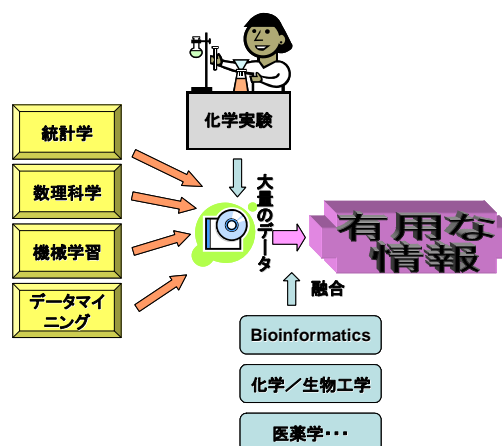 化学実験
統計学
数理科学
機械学習
データマイ
ニング
大量のデータ
有用な
情報
融合
Bioinformatics
化学／生物工学
医薬学･･･